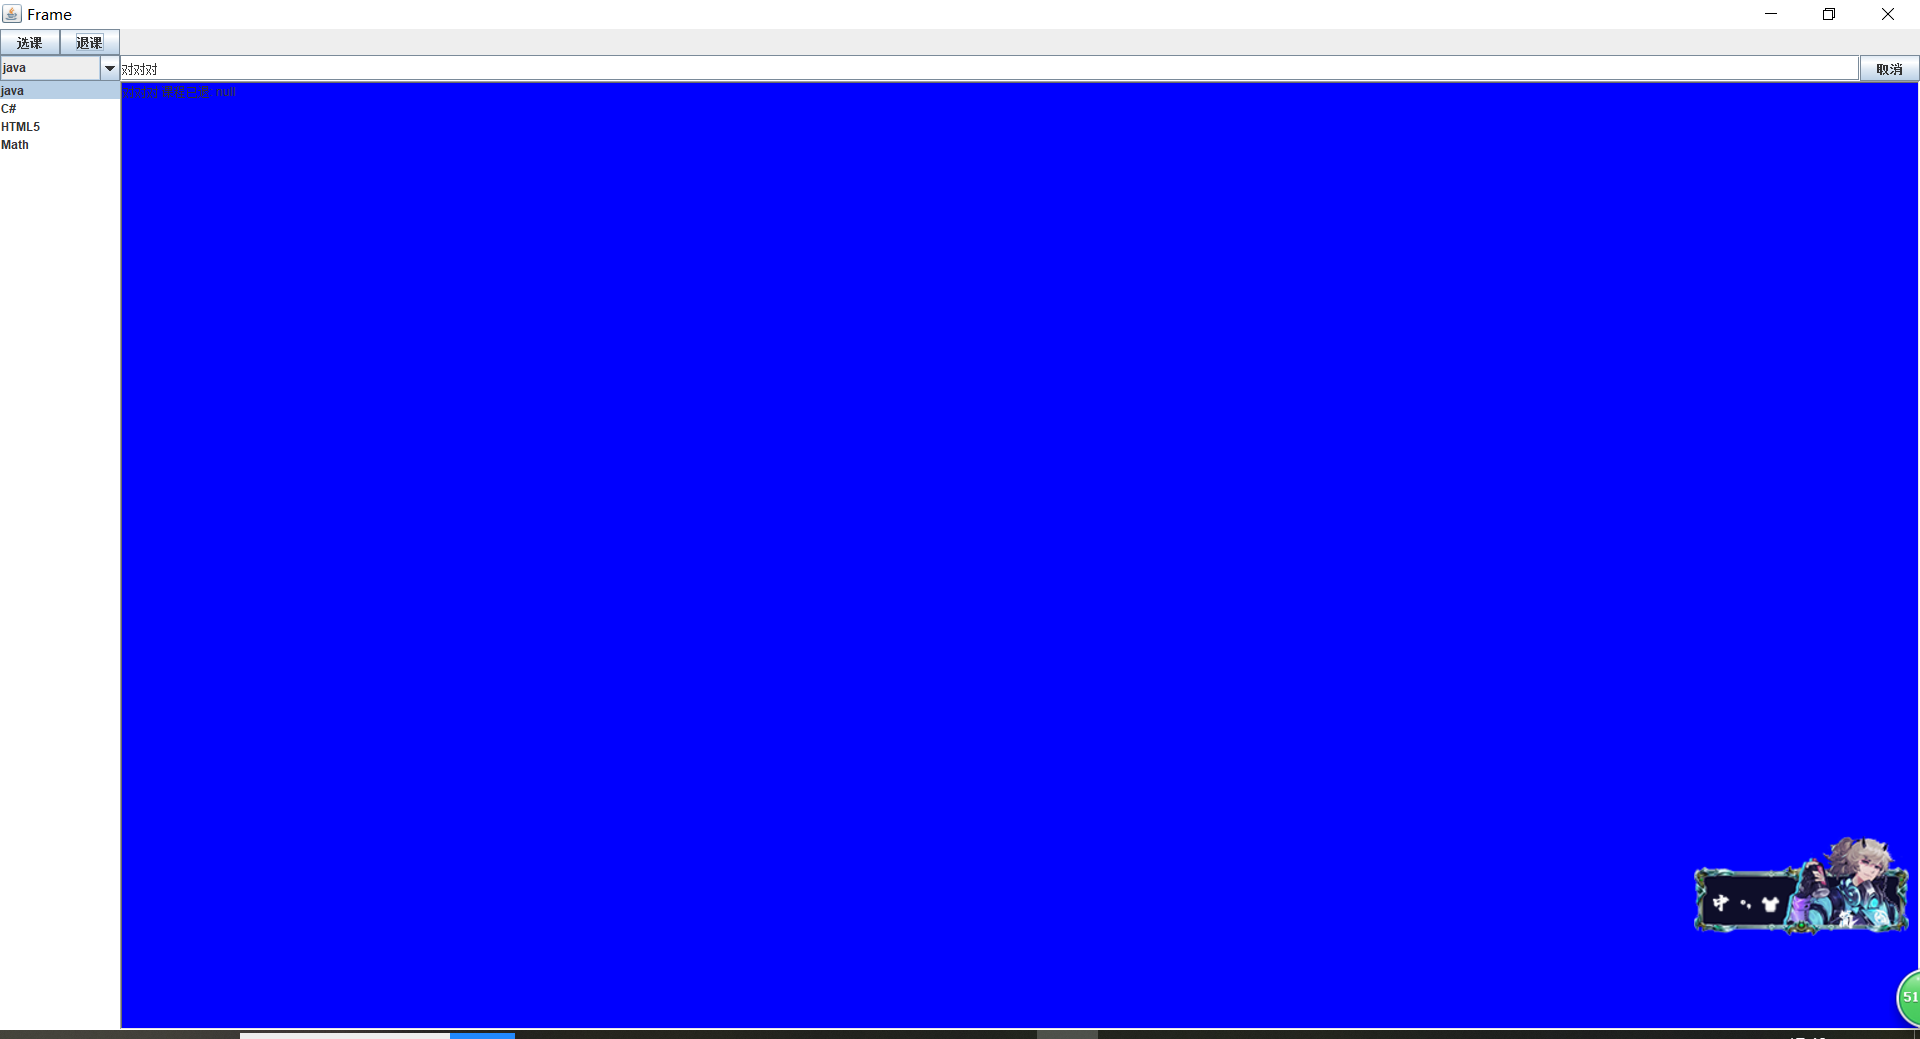 Frame
选课 退课
java 对对对 取消
java
对对对 课程已退: null
C#
HTML5
Math
中
51